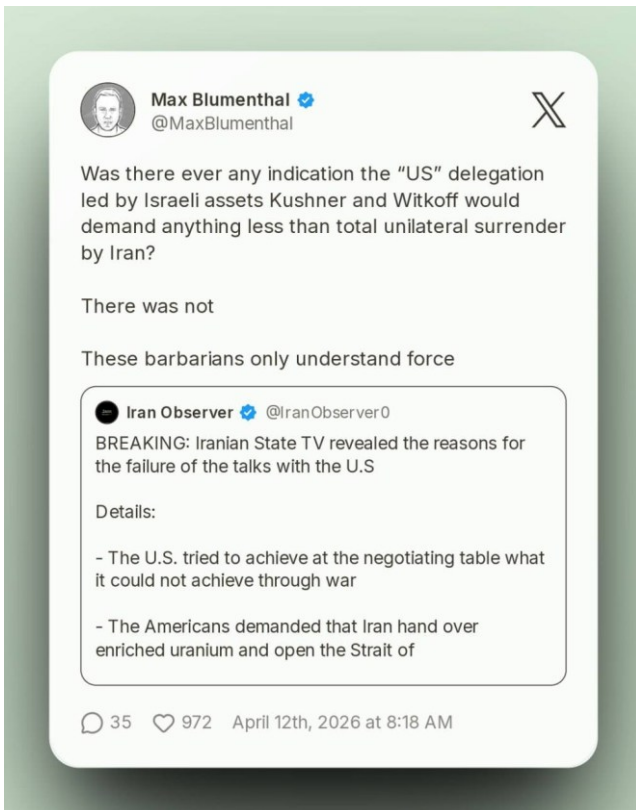 Max Blumenthal
@MaxBlumenthal
Was there ever any indication the “US” delegation
led by Israeli assets Kushner and Witkoff would
demand anything less than total unilateral surrender
by Iran?
There was not
These barbarians only understand force
Iran Observer @IranObserver0
BREAKING: Iranian State TV revealed the reasons for
the failure of the talks with the U.S
Details:
- The U.S. tried to achieve at the negotiating table what
it could not achieve through war
- The Americans demanded that Iran hand over
enriched uranium and open the Strait of
35 972 April 12th, 2026 at 8:18 AM